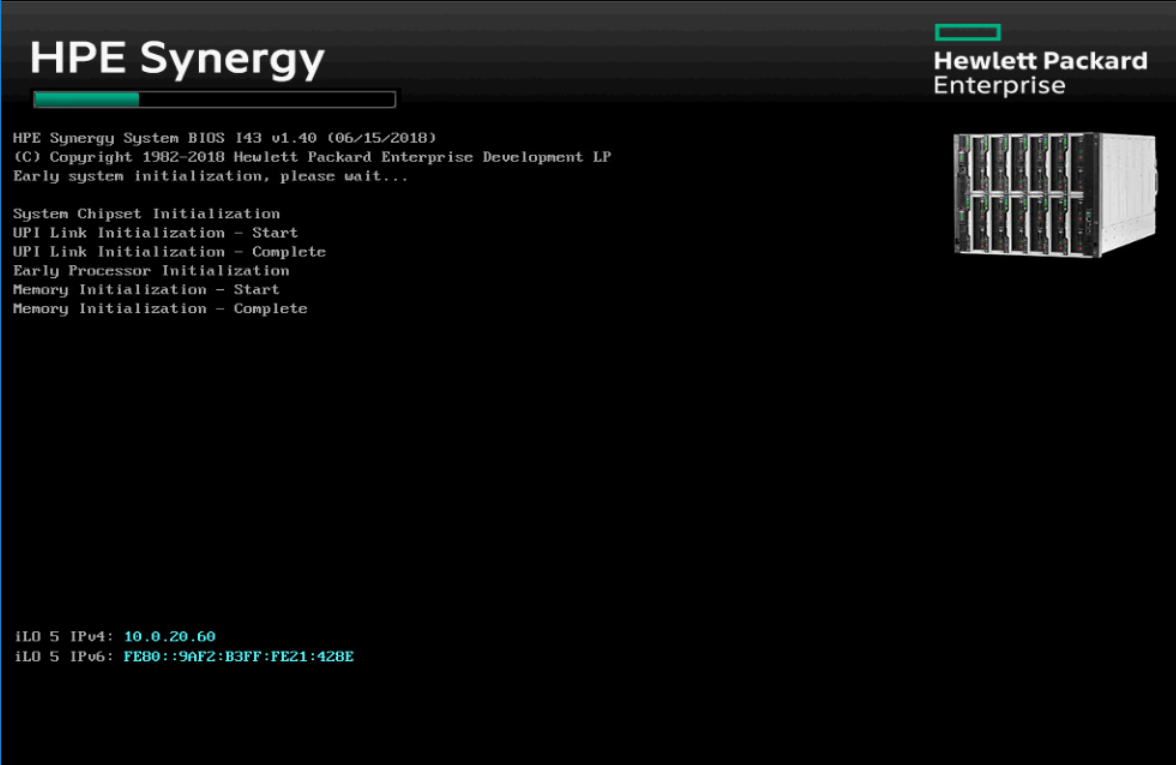 HPE Synergy
Hewlett Packard
Enterprise
HPE Synergy System BIOS I43 v1.40 (06/15/2018)
(C) Copyright 1982-2018 Hewlett Packard Enterprise Development LP
Early system initialization, please wait...
System Chipset Initialization
UPI Link Initialization - Start
UPI Link Initialization - Complete
Early Processor Initialization
Memory Initialization - Start
Memory Initialization - Complete
iLO 5 IPv4: 10.0.20.60
iLO 5 IPv6: FE80::9AF2:B3FF:FE21:428E